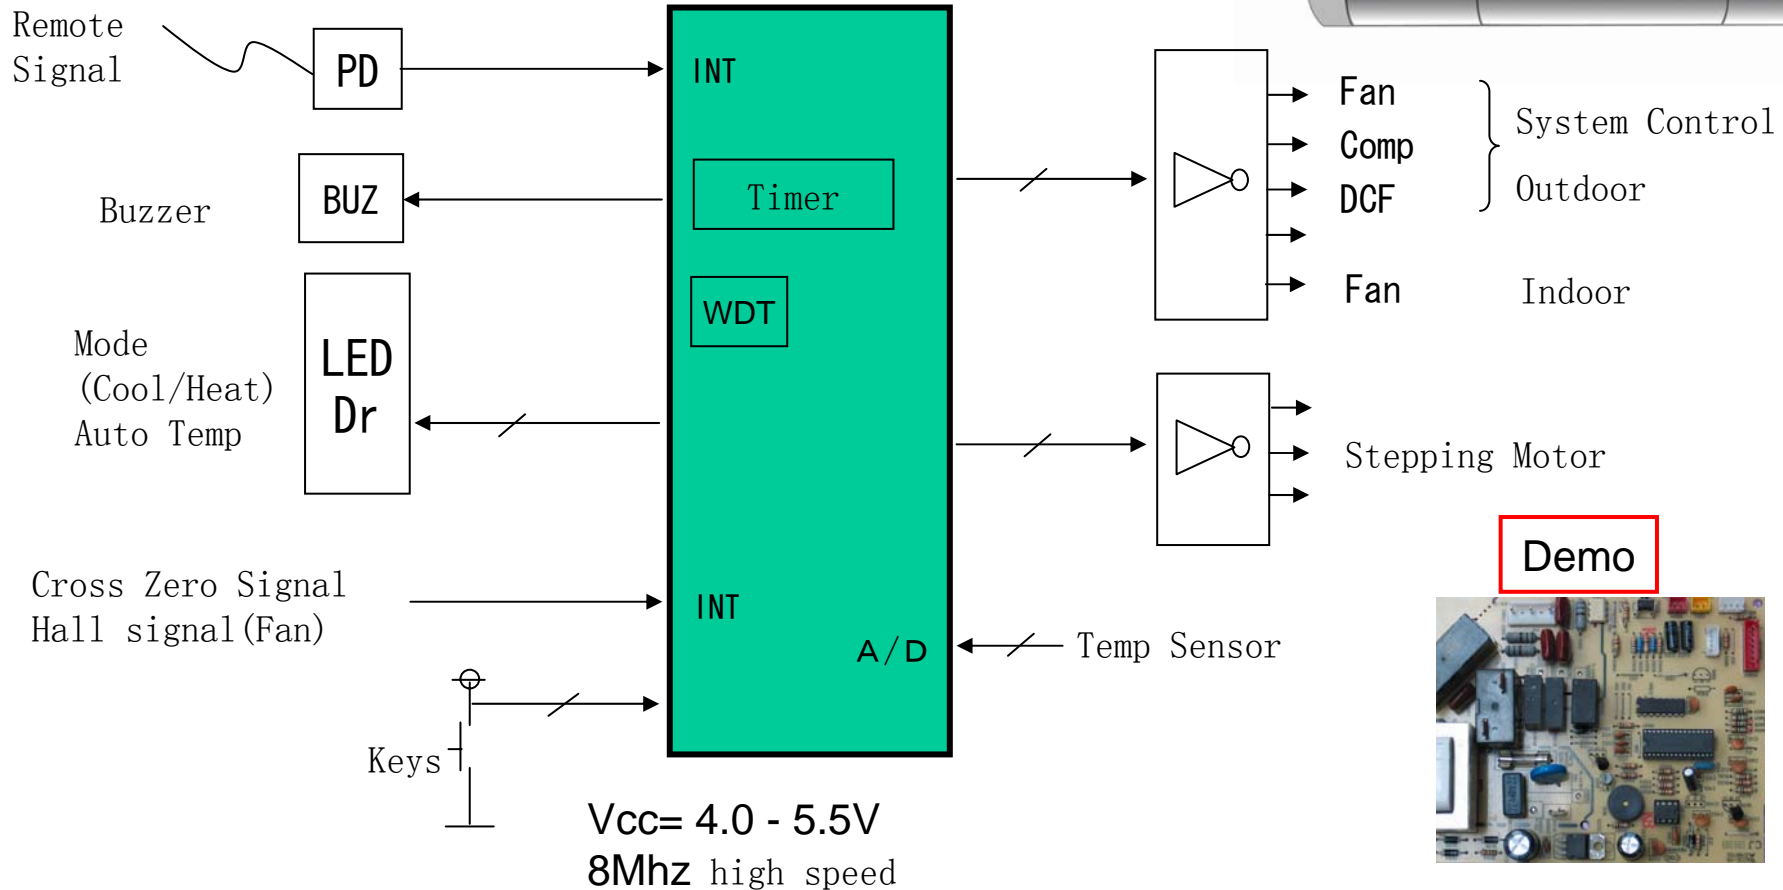 Remote
Signal
PD
INT
Buzzer
BUZ
Timer
WDT
Mode
(Cool/Heat)
Auto Temp
LED
Dr
Cross Zero Signal
Hall signal(Fan)
INT
A/D
Temp Sensor
Keys
Vcc= 4.0 - 5.5V
8Mhz high speed
Fan
Comp
DCF
System Control
Outdoor
Fan
Indoor
Stepping Motor
Demo